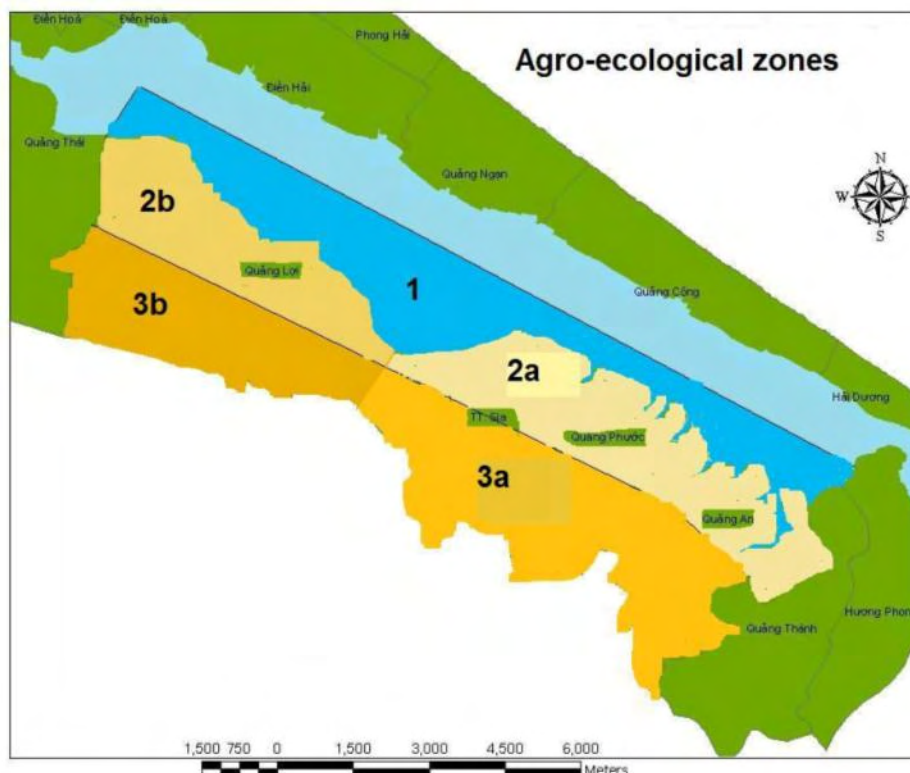 Điền Hoà
Điền Hoà
Phong Hải
Agro-ecological zones
Điền Hải
Quảng Thái
Quảng Ngạn
N
W
E
S
2b
Quảng Lợi
1
Quảng Công
3b
2a
Hải Dương
TT. Sịa
Quảng Phước
3a
Quảng An
Hương Phong
Quảng Thành
1,500 750 0 1,500 3,000 4,500 6,000
Meters